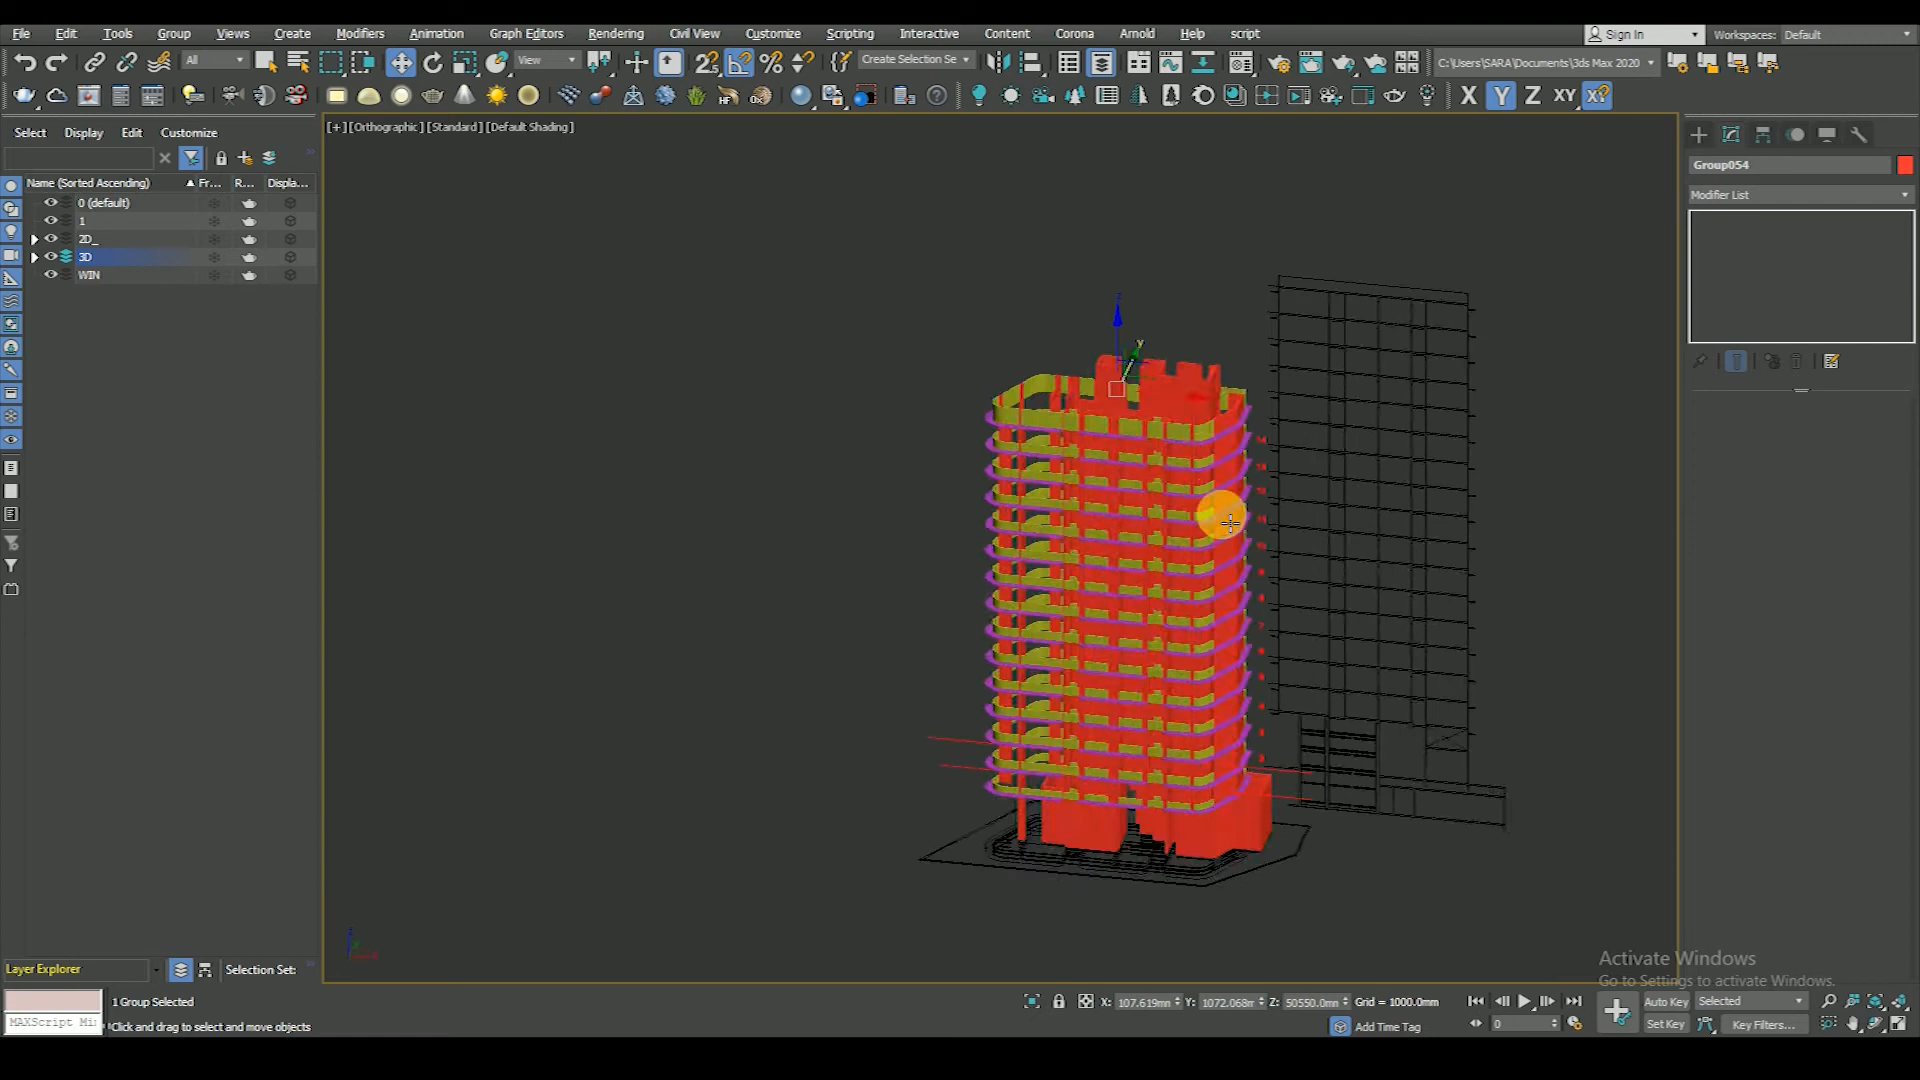 File Edit Tools Group Views Create Modifiers Animation Graph Editors Rendering Civil View Customize Scripting Interactive Content Corona Arnold Help script
Sign In
Workspaces: Default
All
View
Create Selection Se
C:\Users\SARA\Documents\3ds Max 2020
X Y Z XY
Select Display Edit Customize
[+] [Orthographic] [Standard] [Default Shading]
Name (Sorted Ascending) Fr... R... Displa...
0 (default)
1
2D_
3D
WIN
Group054
Modifier List
z
y
Layer Explorer
Selection Set:
1 Group Selected
MAXScript Mi
Click and drag to select and move objects
X: 107.619mm Y: 1072.068m Z: 50550.0mm Grid = 1000.0mm
Add Time Tag
0
Auto Key Selected
Set Key Key Filters...
Activate Windows
Go to Settings to activate Windows.